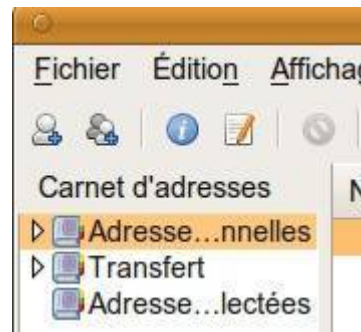 Fichier Édition Affichag
Carnet d'adresses N
Adresse…nnelles
Transfert
Adresse…lectées